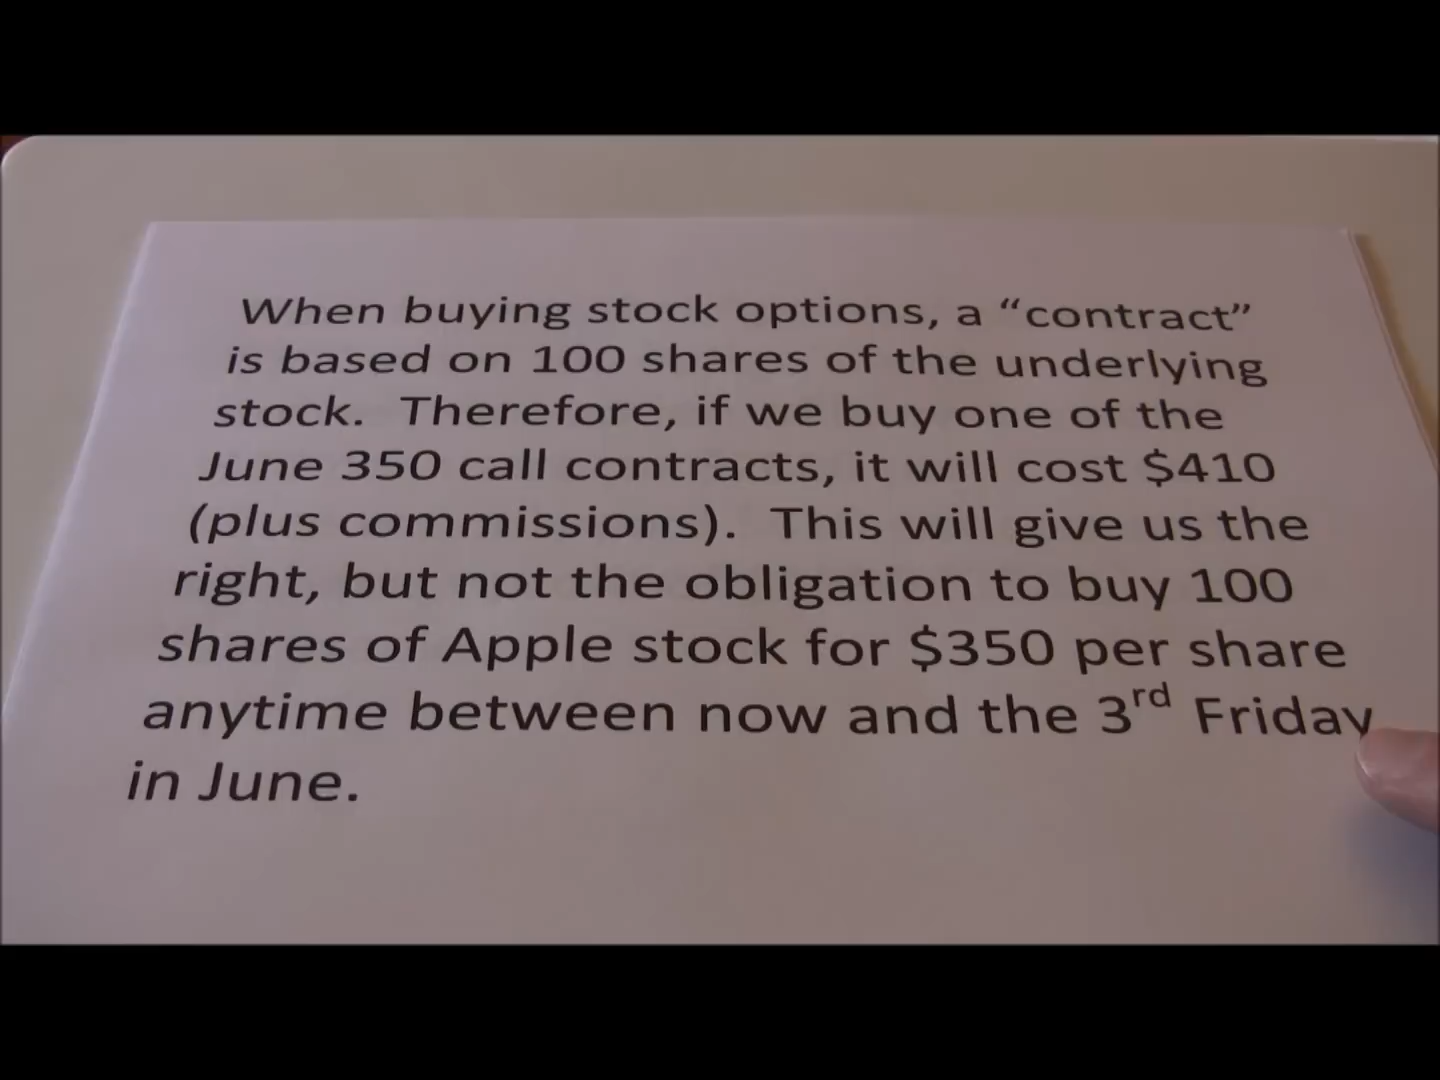 When buying stock options, a “contract”
is based on 100 shares of the underlying
stock.  Therefore, if we buy one of the
June 350 call contracts, it will cost $410
(plus commissions).  This will give us the
right, but not the obligation to buy 100
shares of Apple stock for $350 per share
anytime between now and the 3rd Friday
in June.